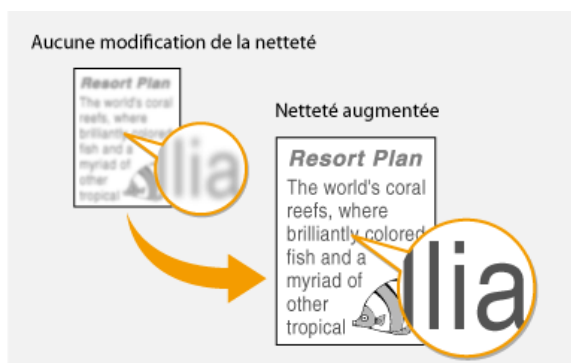 Aucune modification de la netteté
Resort Plan
The world's coral
reefs, where
brilliantly colored
fish and a
myriad of
other
tropical
lia
Netteté augmentée
Resort Plan
The world's coral
reefs, where
brilliantly colored
fish and a
myriad of
other
tropical
llia